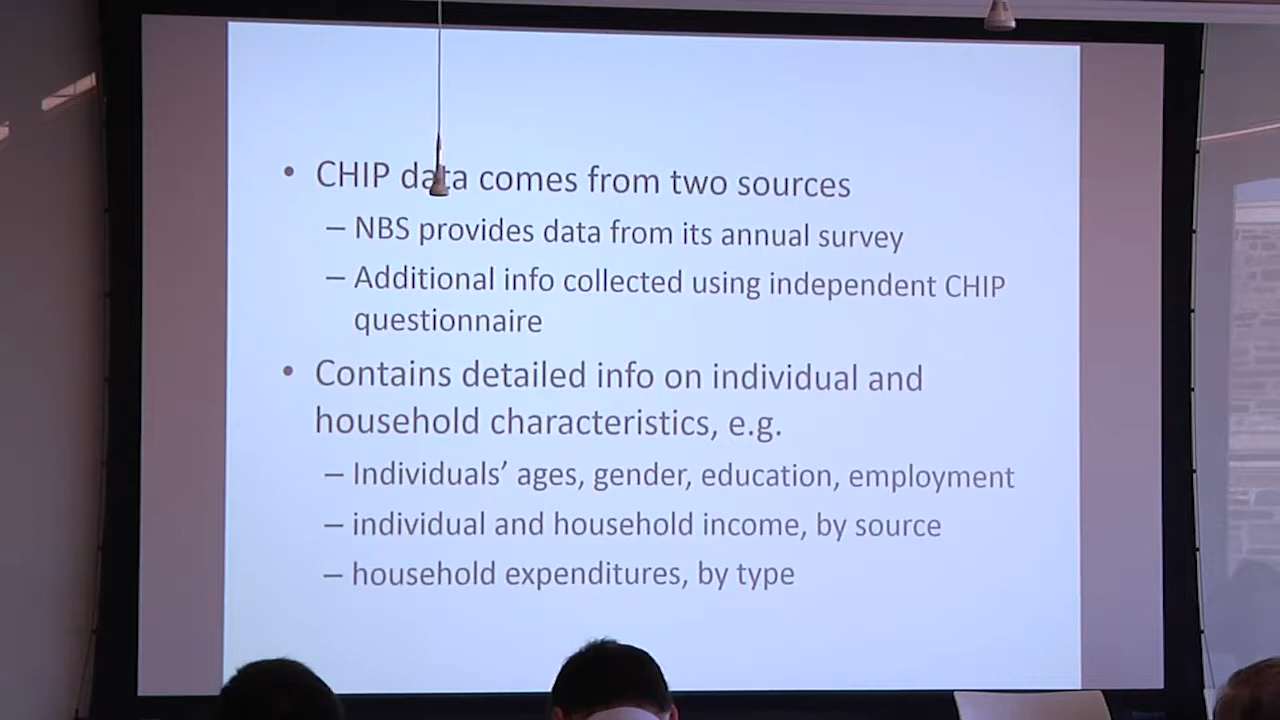 • CHIP data comes from two sources
– NBS provides data from its annual survey
– Additional info collected using independent CHIP
questionnaire
• Contains detailed info on individual and
household characteristics, e.g.
– Individuals’ ages, gender, education, employment
– individual and household income, by source
– household expenditures, by type